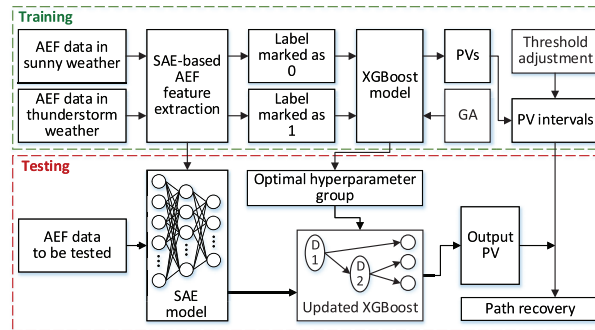 Training
AEF data in
sunny weather
SAE-based
AEF
feature
extraction
Label
marked as
0
XGBoost
model
PVs
Threshold
adjustment
AEF data in
thunderstorm
weather
Label
marked as
1
GA
PV intervals
Testing
Optimal hyperparameter
group
AEF data
to be tested
SAE
model
D
1
D
2
Updated XGBoost
Output
PV
Path recovery